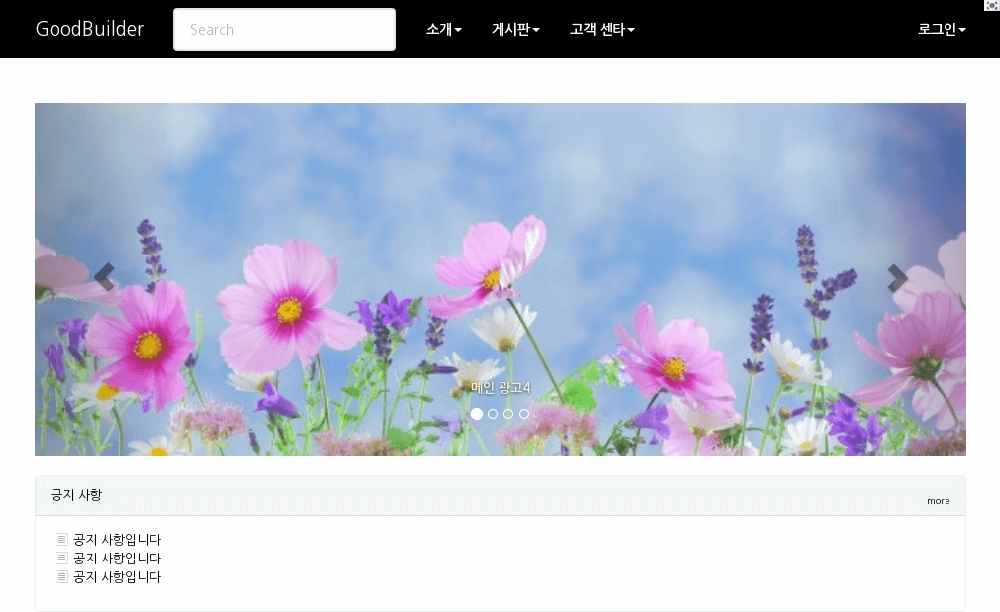 GoodBuilder
Search
소개
게시판
고객 센타
로그인
메인 광고4
긍지 사항
more
공지 사항입니다
공지 사항입니다
공지 사항입니다